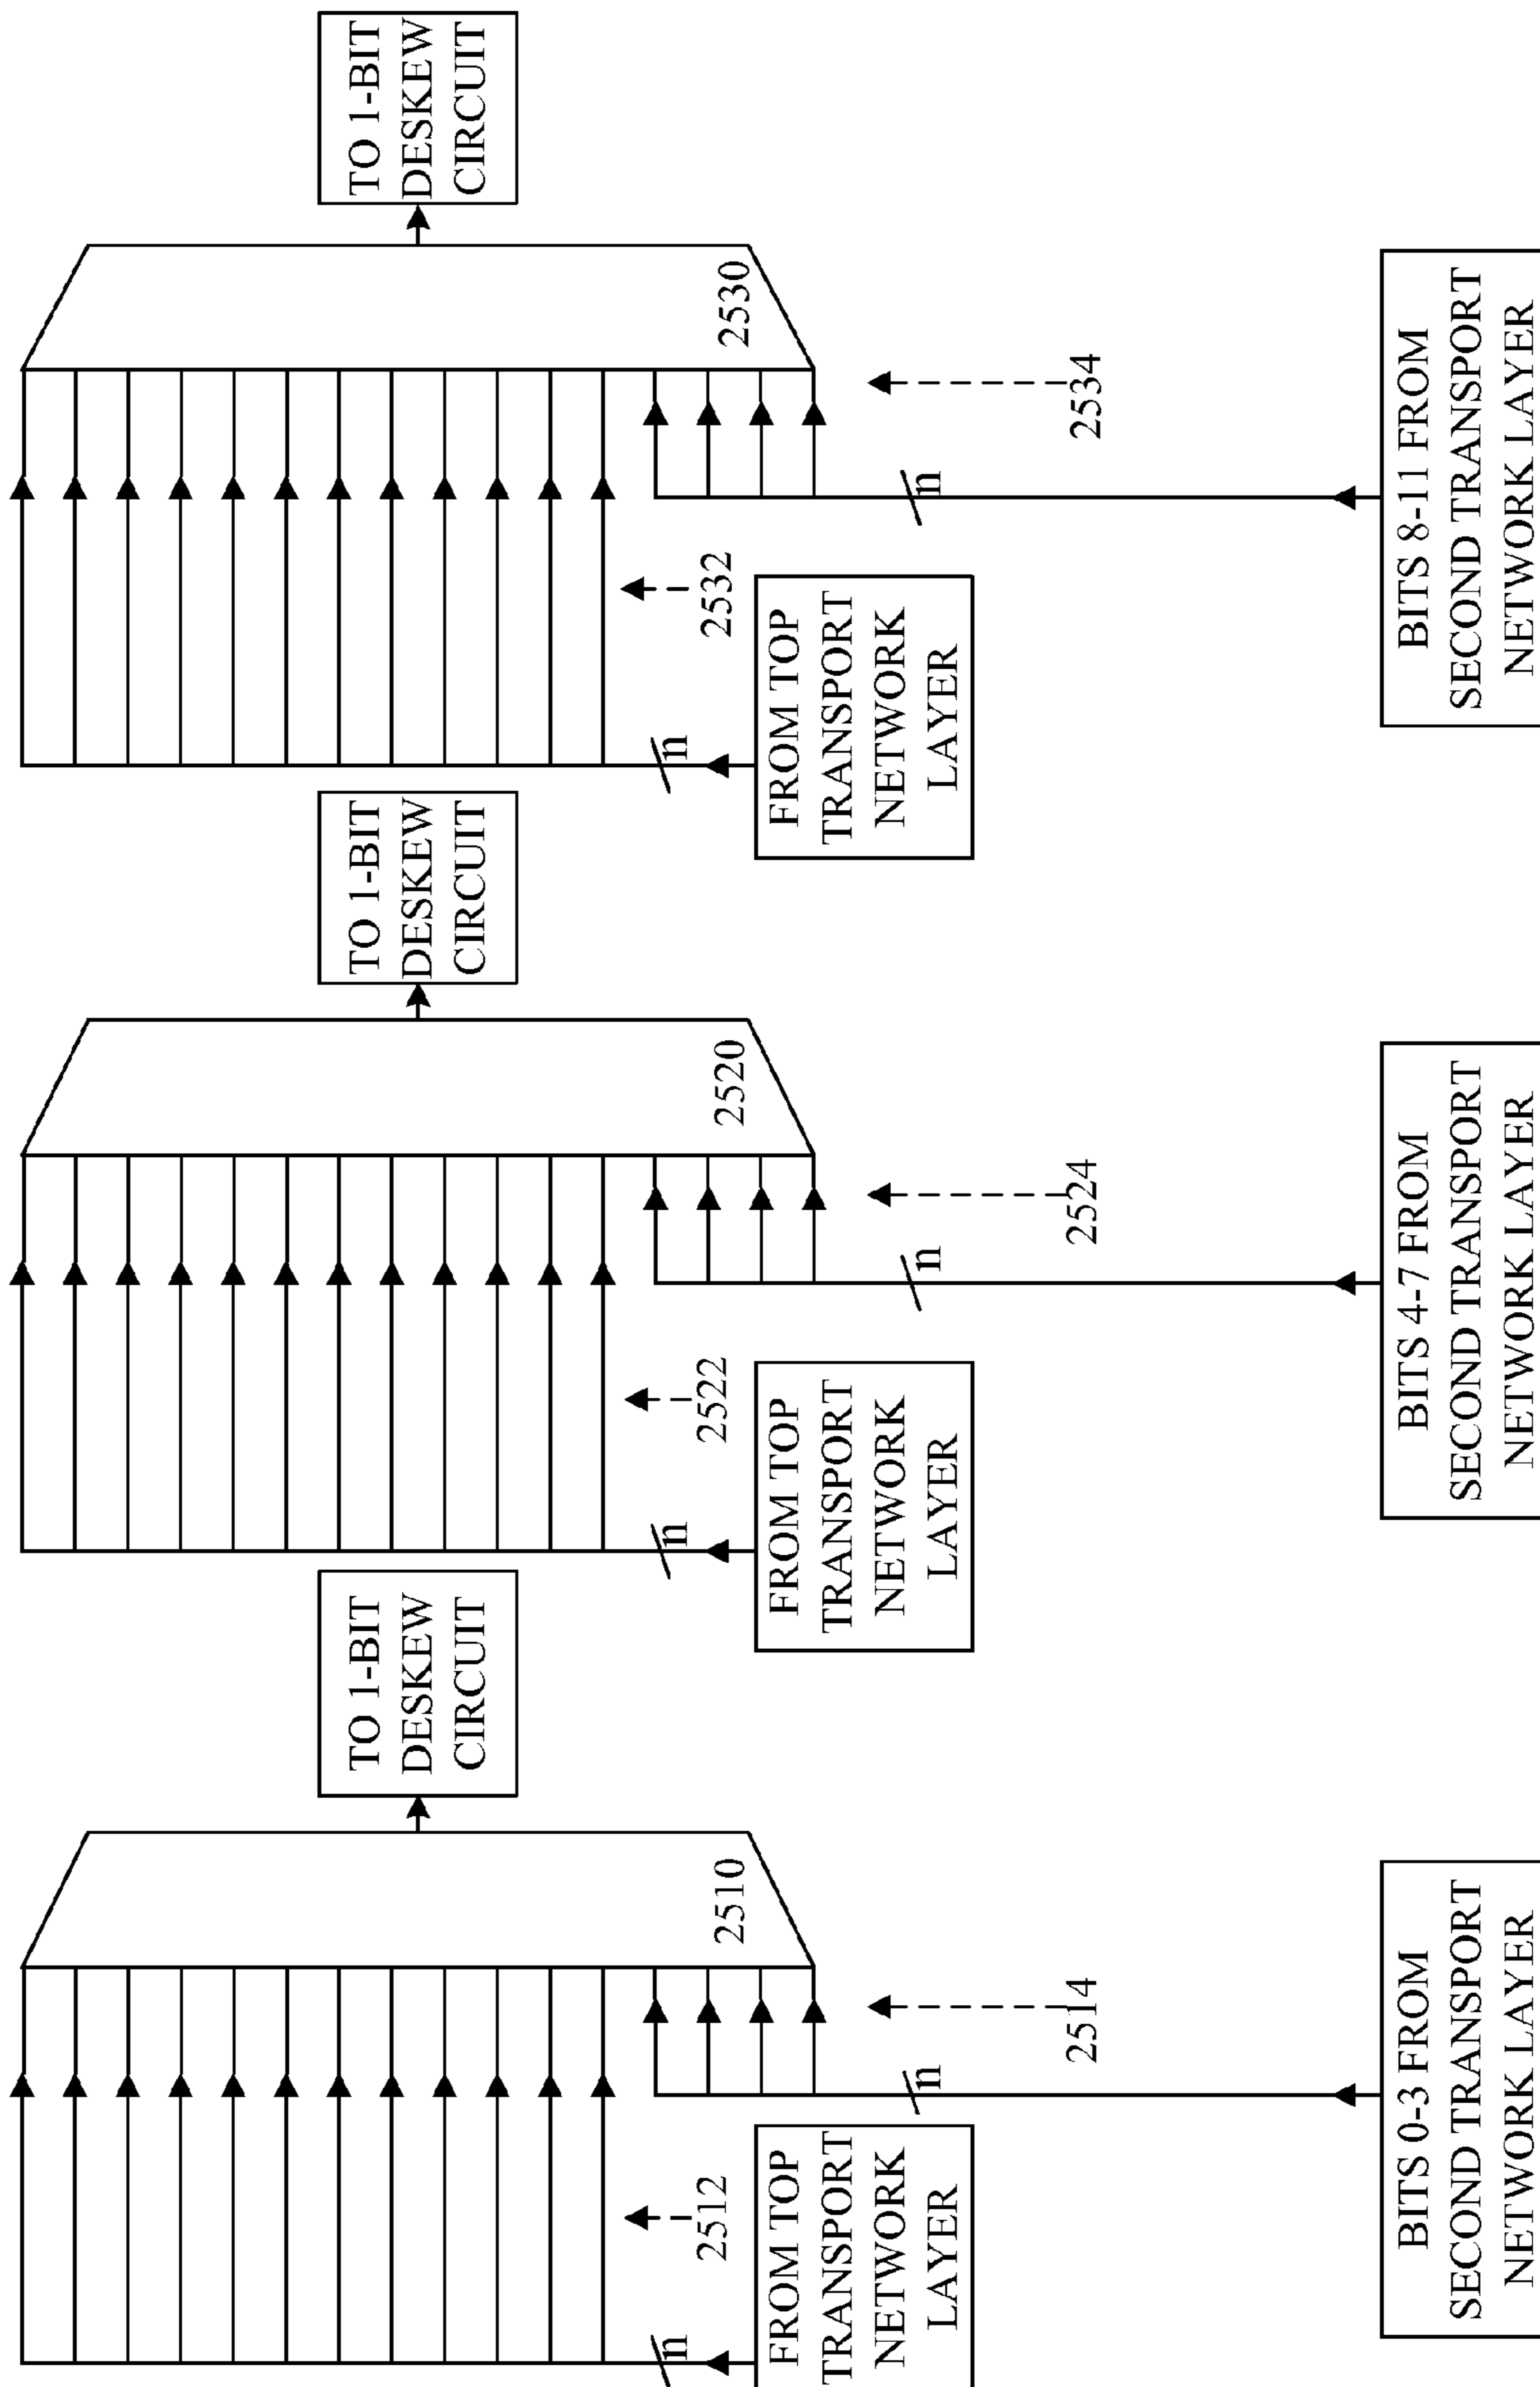 TO 1-BIT
DESKEW
CIRCUIT
2510
2512
n
FROM TOP
TRANSPORT
NETWORK
LAYER
n
2514
BITS 0-3 FROM
SECOND TRANSPORT
NETWORK LAYER
TO 1-BIT
DESKEW
CIRCUIT
2520
2522
n
FROM TOP
TRANSPORT
NETWORK
LAYER
n
2524
BITS 4-7 FROM
SECOND TRANSPORT
NETWORK LAYER
TO 1-BIT
DESKEW
CIRCUIT
2530
2532
n
FROM TOP
TRANSPORT
NETWORK
LAYER
n
2534
BITS 8-11 FROM
SECOND TRANSPORT
NETWORK LAYER